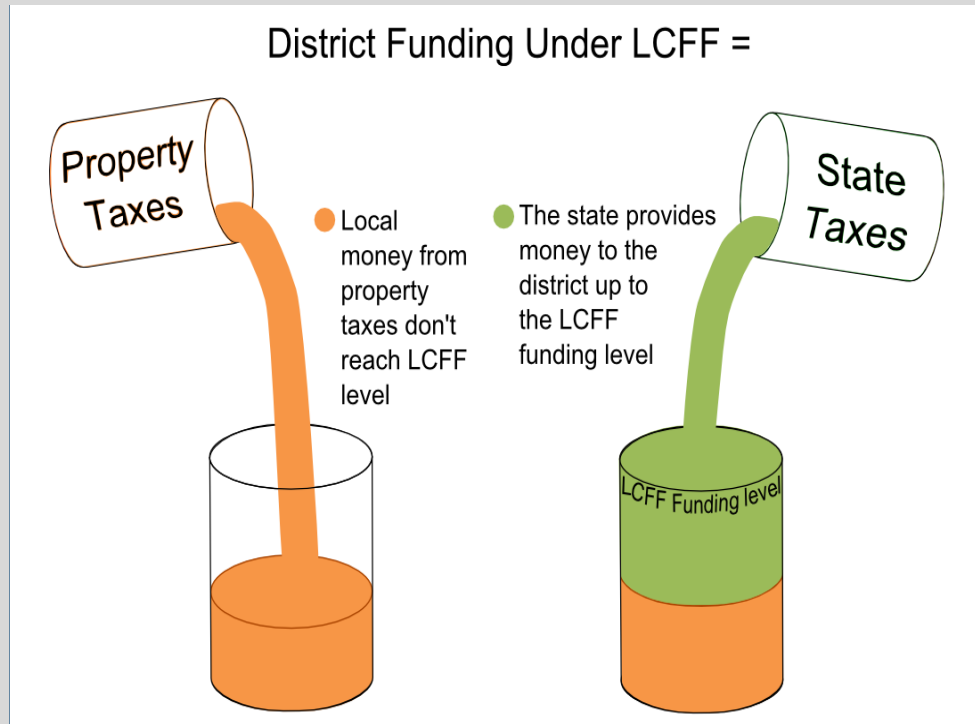 District Funding Under LCFF =
Property
Taxes
Local
money from
property
taxes don't
reach LCFF
level
The state provides
money to the
district up to
the LCFF
funding level
State
Taxes
LCFF Funding level